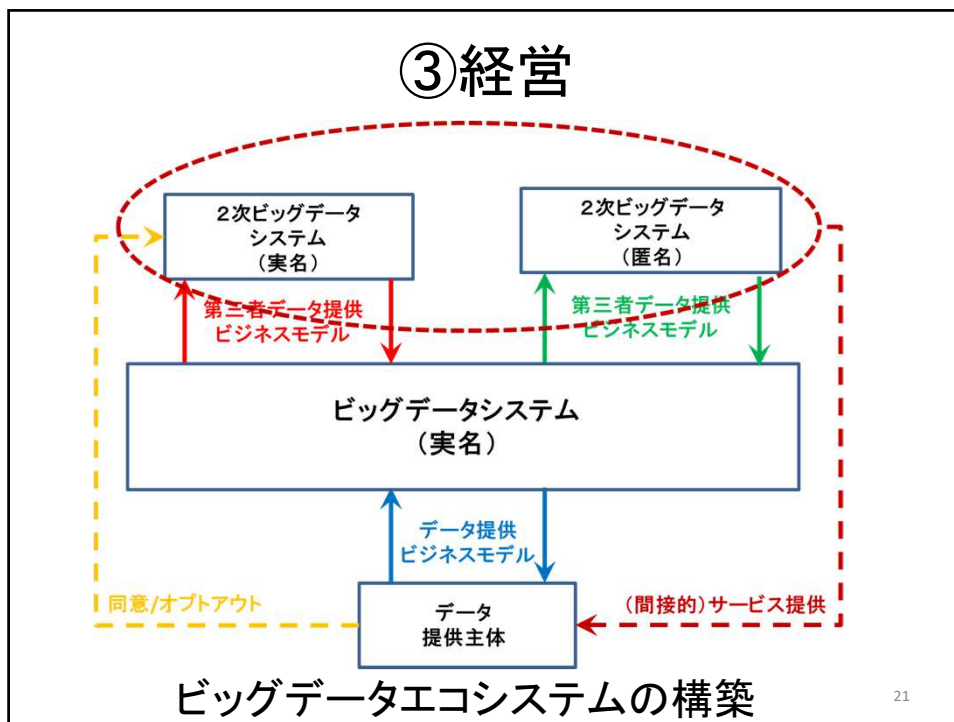 ③経営
２次ビッグデータ
システム
（実名）
２次ビッグデータ
システム
（匿名）
第三者データ提供
ビジネスモデル
第三者データ提供
ビジネスモデル
ビッグデータシステム
（実名）
データ提供
ビジネスモデル
同意/オプトアウト
データ
提供主体
（間接的）サービス提供
ビッグデータエコシステムの構築
21